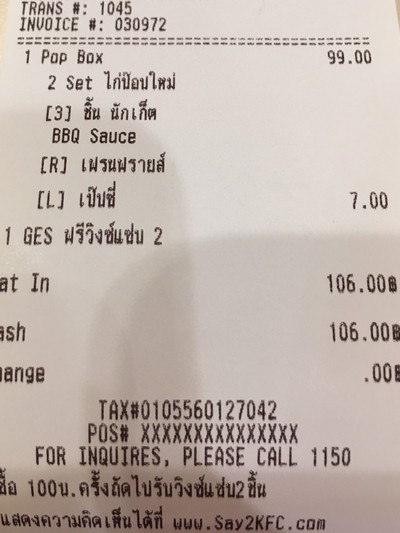 TRANS #: 1045
INVOICE #: 030972
1 Pop Box 99.00
2 Set ไก่ป๊อปใหม่
[3] ชิ้น นักเก็ต
BBQ Sauce
[R] เฟรนฟรายส์
[L] เป๊ปซี่ 7.00
1 GES ฟรีวิงซ์แซ่บ 2
at In 106.00฿
ash 106.00฿
hange .00฿
TAX#0105560127042
POS# XXXXXXXXXXXXXXX
FOR INQUIRES, PLEASE CALL 1150
ซื้อ 100บ.ครั้งถัดไปรับวิงซ์แซ่บ2ชิ้น
แสดงความคิดเห็นได้ที่ www.Say2KFC.com